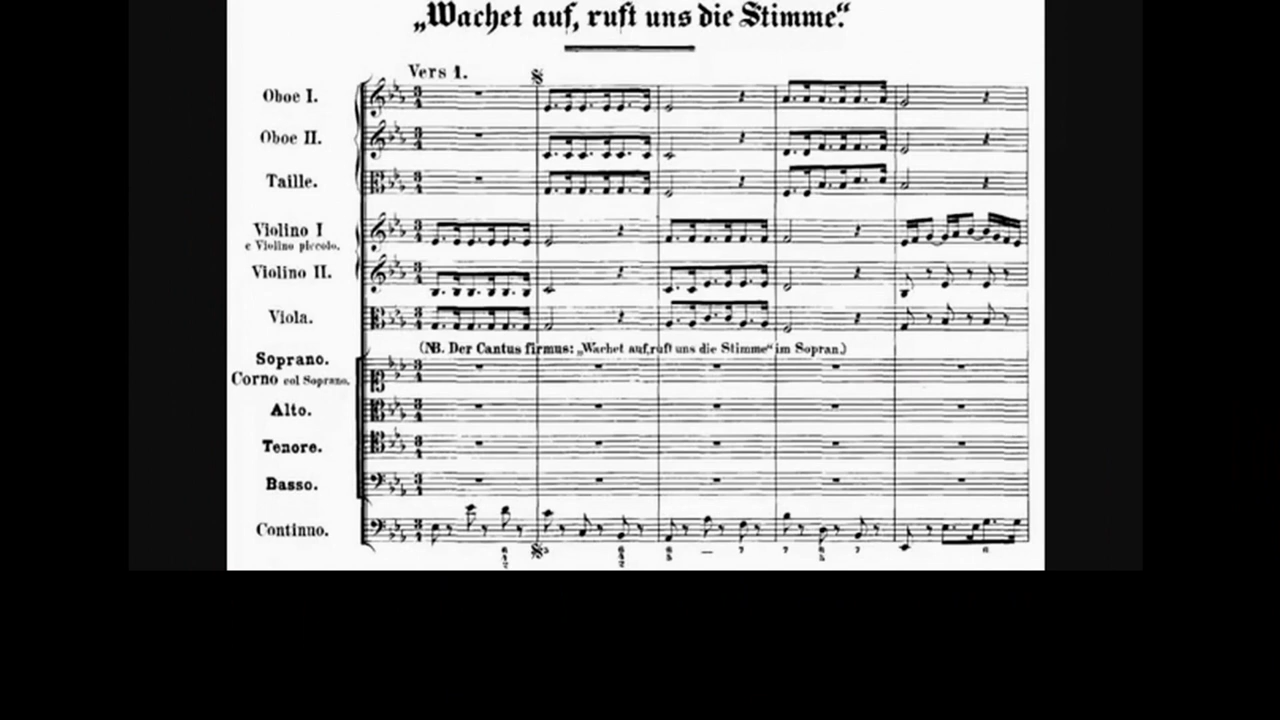 „Wachet auf, ruft uns die Stimme“.
Vers 1.
Oboe I.
Oboe II.
Taille.
Violino I
e Violino piccolo.
Violino II.
Viola.
(NB. Der Cantus firmus: „Wachet auf, ruft uns die Stimme“ im Sopran.)
Soprano.
Corno col Soprano.
Alto.
Tenore.
Basso.
Continuo.